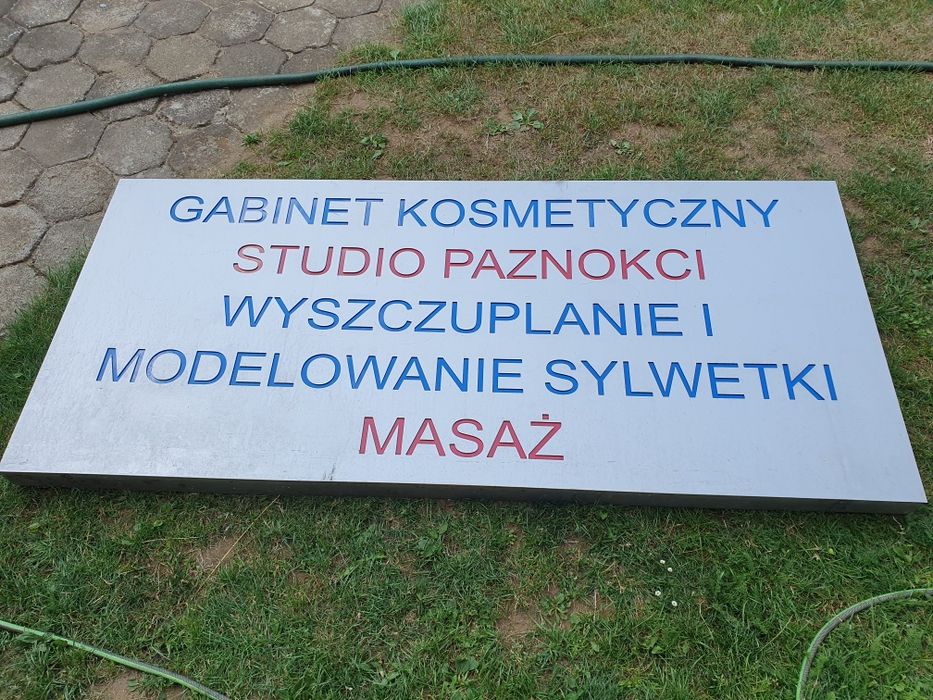 GABINET KOSMETYCZNY
STUDIO PAZNOKCI
WYSZCZUPLANIE I
MODELOWANIE SYLWETKI
MASAŻ